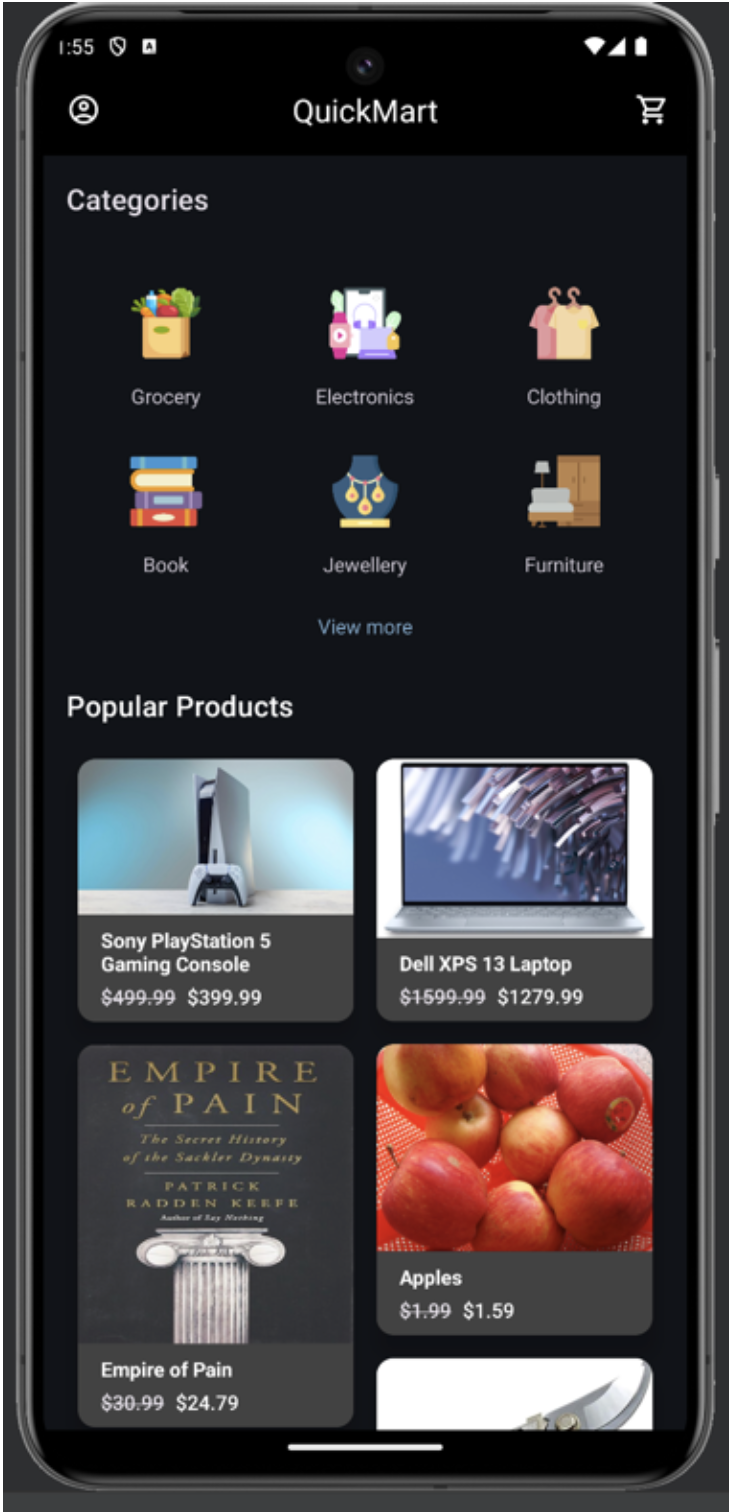 1:55
QuickMart
Categories
Grocery
Electronics
Clothing
Book
Jewellery
Furniture
View more
Popular Products
Sony PlayStation 5
Gaming Console
$499.99 $399.99
Dell XPS 13 Laptop
$1599.99 $1279.99
EMPIRE
of PAIN
The Secret History
of the Sackler Dynasty
PATRICK
RADDEN KEEFE
Author of Say Nothing
Empire of Pain
$30.99 $24.79
Apples
$1.99 $1.59